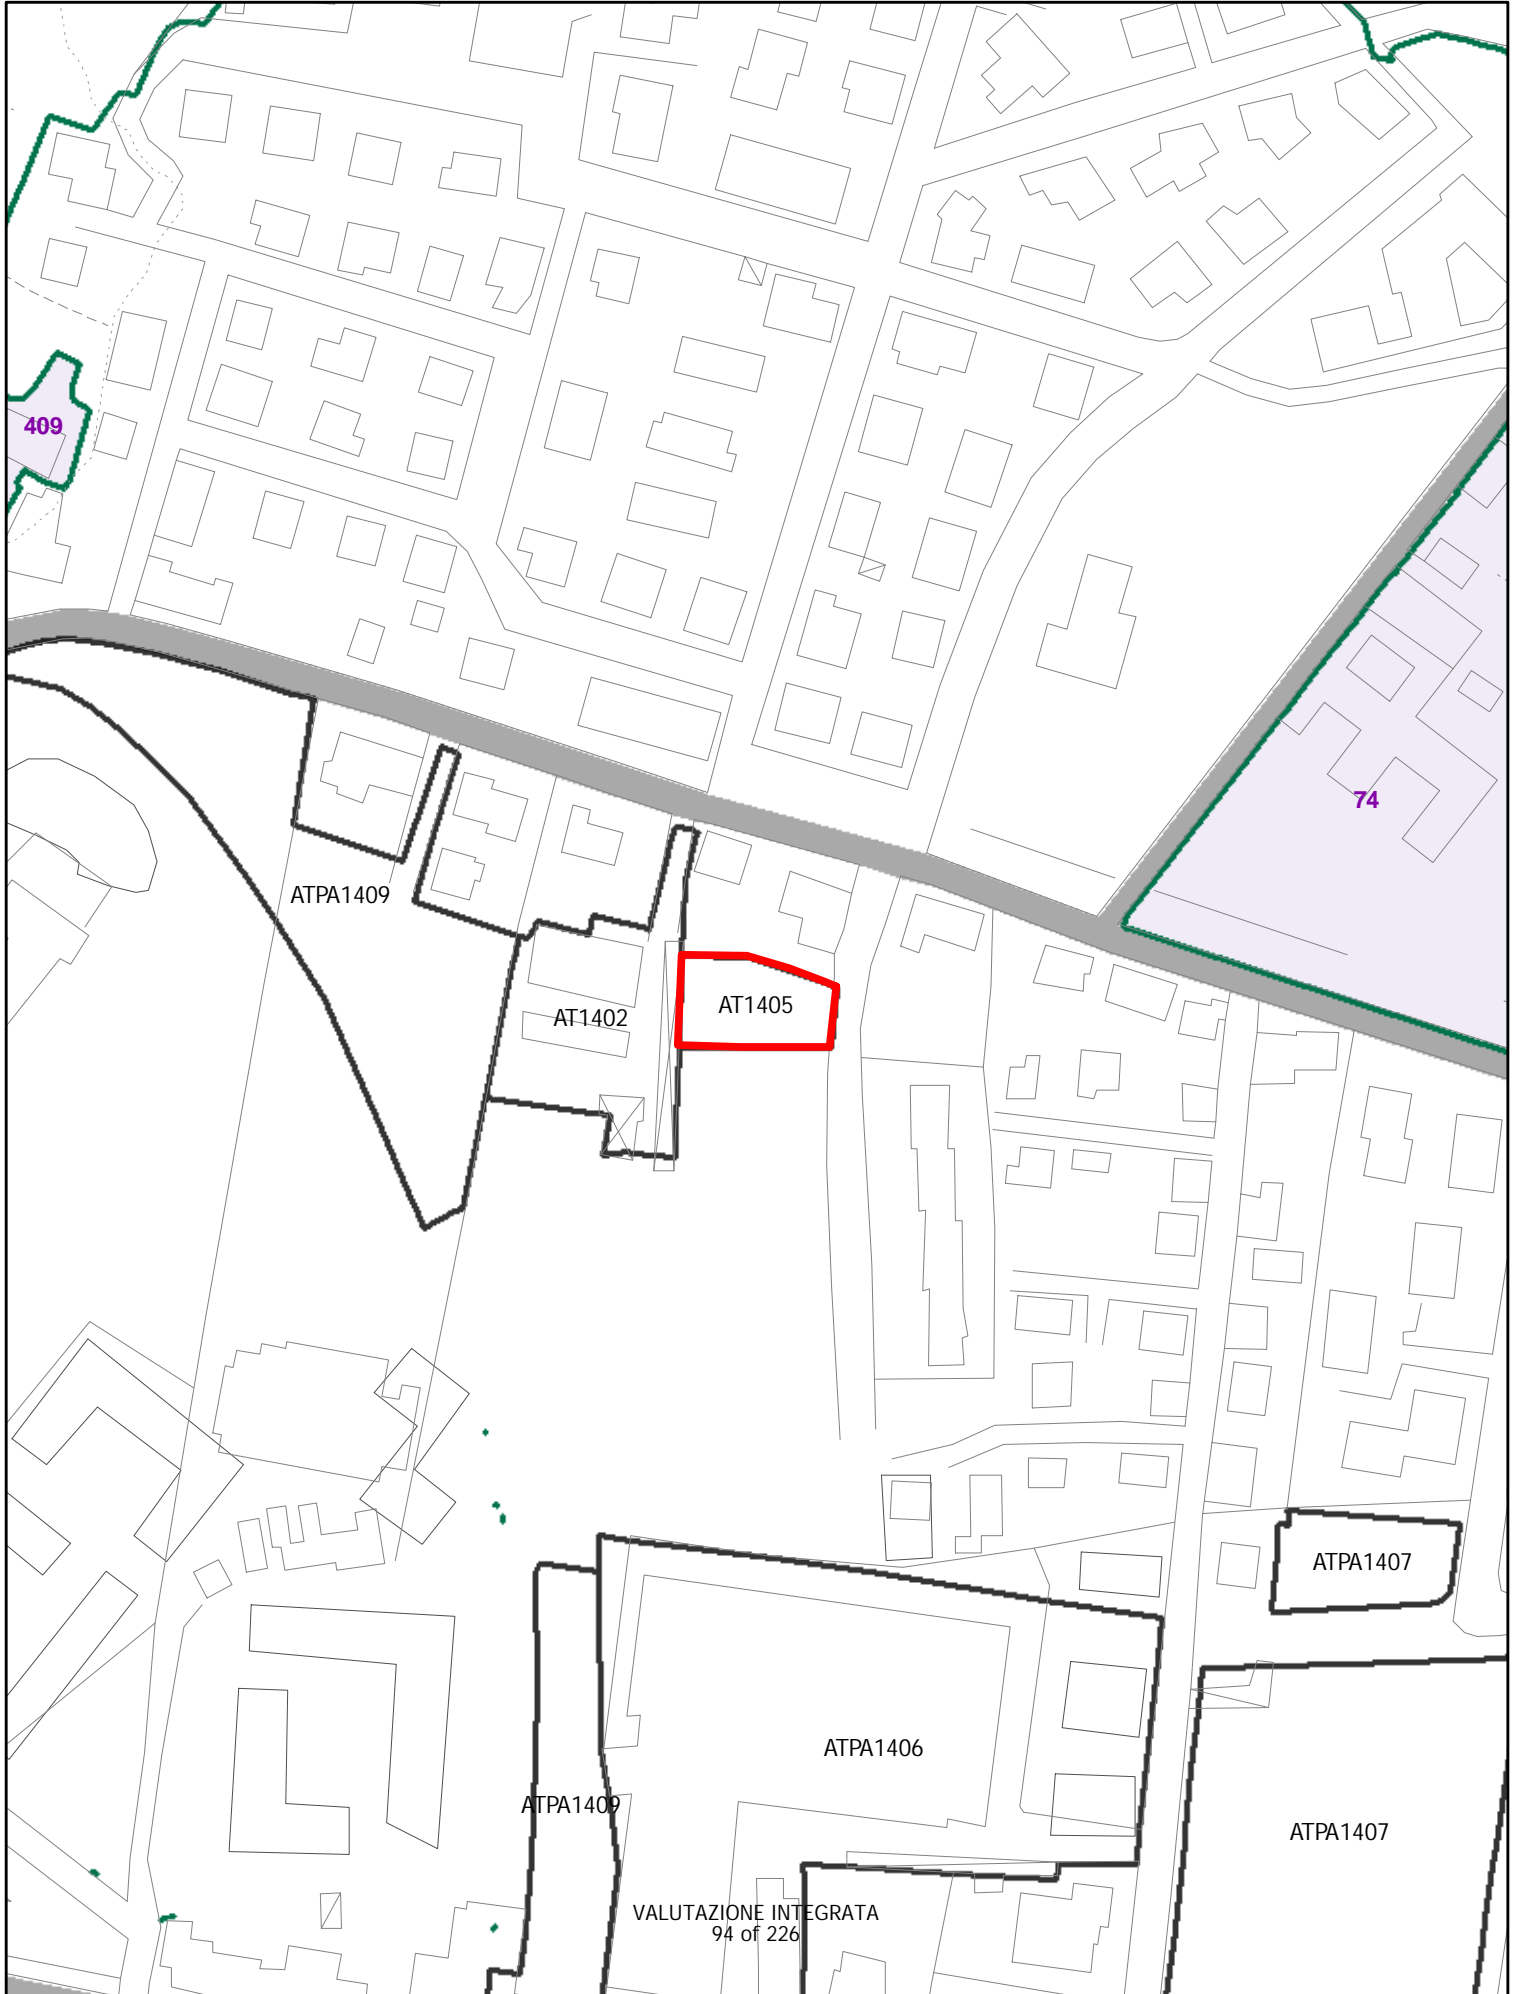 409
74
ATPA1409
AT1405
AT1402
ATPA1407
ATPA1406
ATPA1409
ATPA1407
VALUTAZIONE INTEGRATA
94 of 226